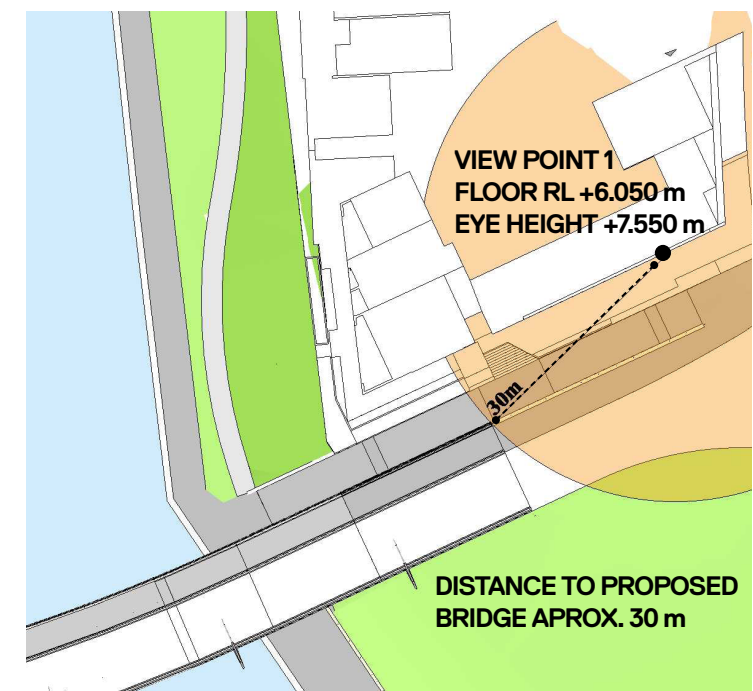 VIEW POINT 1
FLOOR RL +6.050 m
EYE HEIGHT +7.550 m
30m
DISTANCE TO PROPOSED
BRIDGE APROX. 30 m